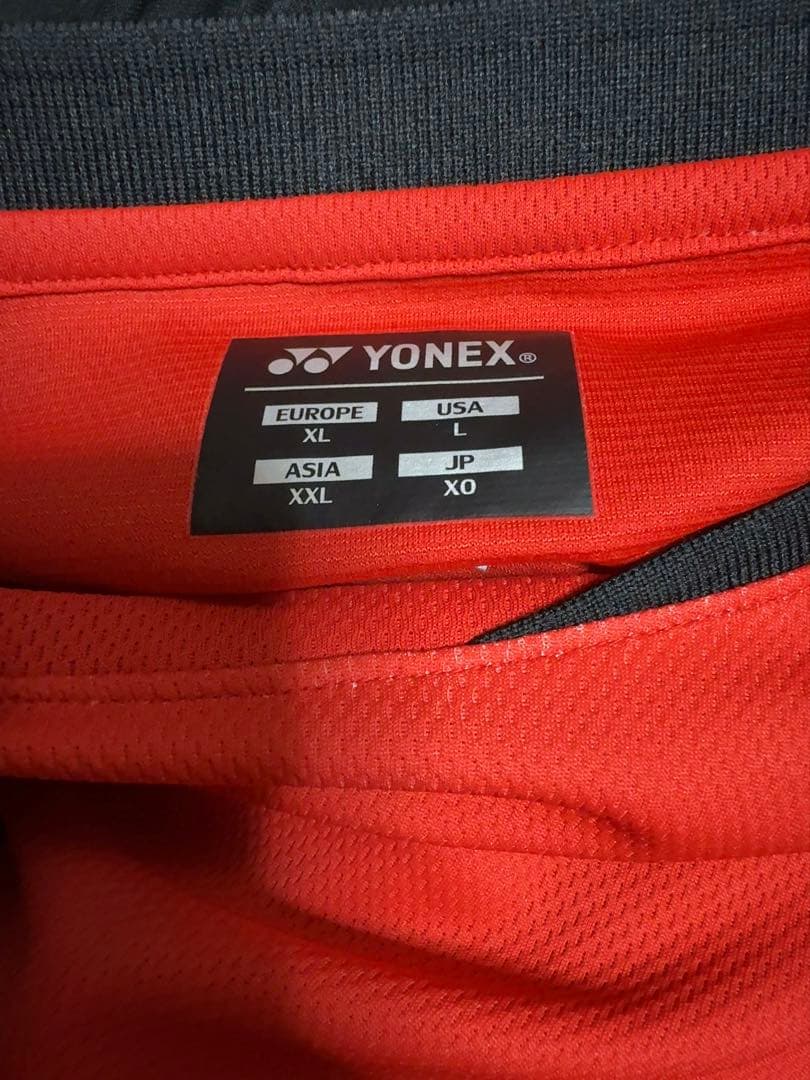 YONEX®
EUROPE USA
XL L
ASIA JP
XXL XO